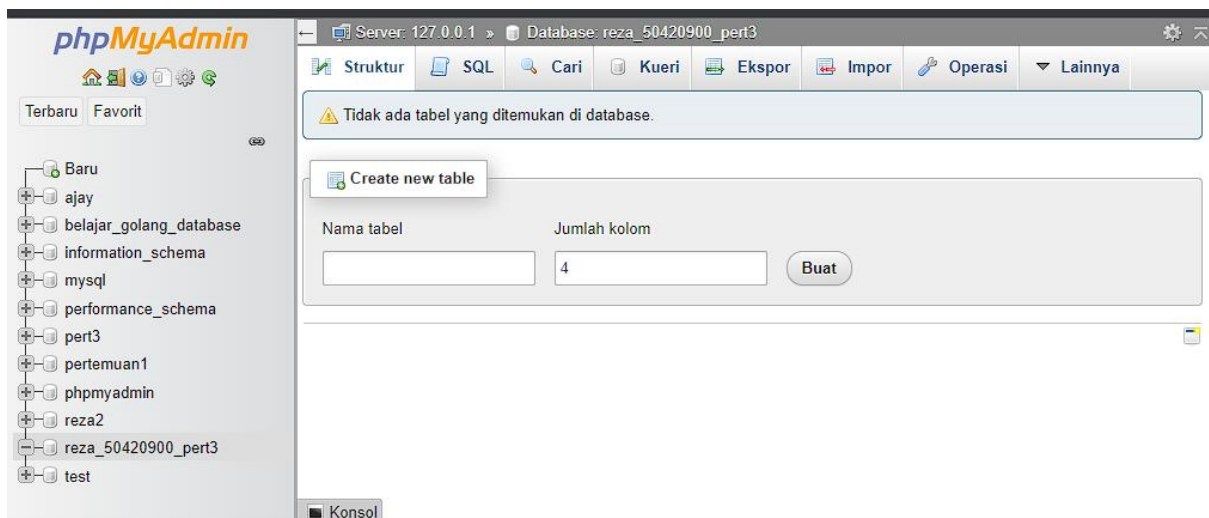 phpMyAdmin
Terbaru Favorit
Baru
ajay
belajar_golang_database
information_schema
mysql
performance_schema
pert3
pertemuan1
phpmyadmin
reza2
reza_50420900_pert3
test
Server: 127.0.0.1 » Database: reza_50420900_pert3
Struktur SQL Cari Kueri Ekspor Impor Operasi Lainnya
Tidak ada tabel yang ditemukan di database.
Create new table
Nama tabel Jumlah kolom
4 Buat
Konsol